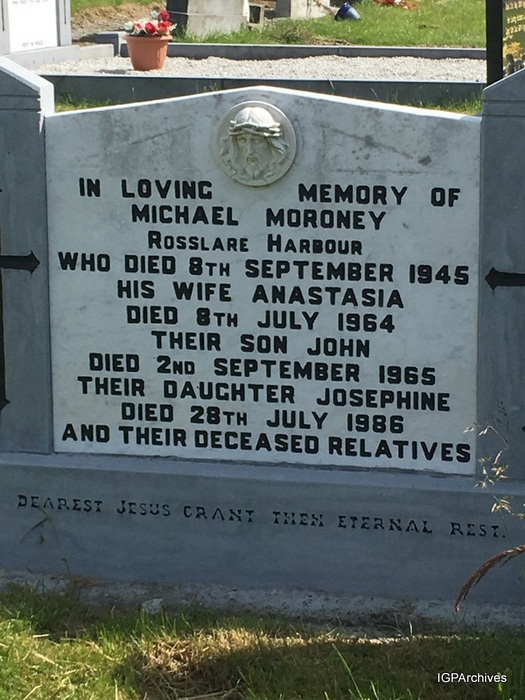 IN LOVING MEMORY OF
MICHAEL MORONEY
ROSSLARE HARBOUR
WHO DIED 8TH SEPTEMBER 1945
HIS WIFE ANASTASIA
DIED 8TH JULY 1964
THEIR SON JOHN
DIED 2ND SEPTEMBER 1965
THEIR DAUGHTER JOSEPHINE
DIED 28TH JULY 1986
AND THEIR DECEASED RELATIVES
DEAREST JESUS GRANT THEM ETERNAL REST.
IGPArchives